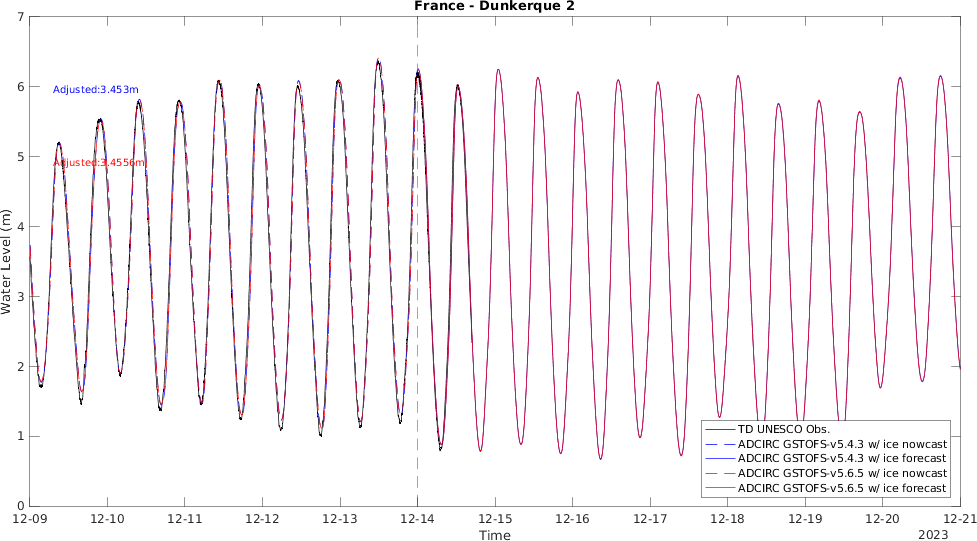 France - Dunkerque 2
7
6
5
4
3
2
1
0
Water Level (m)
Adjusted:3.453m
Adjusted:3.4556m
TD UNESCO Obs.
ADCIRC GSTOFS-v5.4.3 w/ ice nowcast
ADCIRC GSTOFS-v5.4.3 w/ ice forecast
ADCIRC GSTOFS-v5.6.5 w/ ice nowcast
ADCIRC GSTOFS-v5.6.5 w/ ice forecast
12-09 12-10 12-11 12-12 12-13 12-14 12-15 12-16 12-17 12-18 12-19 12-20 12-21
Time
2023